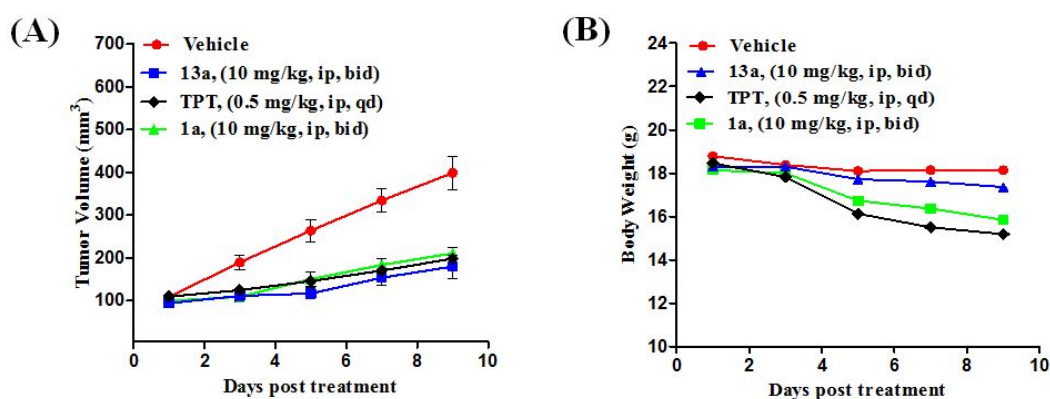 (A)
Tumor Volume (mm³)
700
600
500
400
300
200
100
Vehicle
13a, (10 mg/kg, ip, bid)
TPT, (0.5 mg/kg, ip, qd)
1a, (10 mg/kg, ip, bid)
0 2 4 6 8 10
Days post treatment
(B)
Body Weight (g)
24
22
20
18
16
14
12
10
Vehicle
13a, (10 mg/kg, ip, bid)
TPT, (0.5 mg/kg, ip, qd)
1a, (10 mg/kg, ip, bid)
0 2 4 6 8 10
Days post treatment